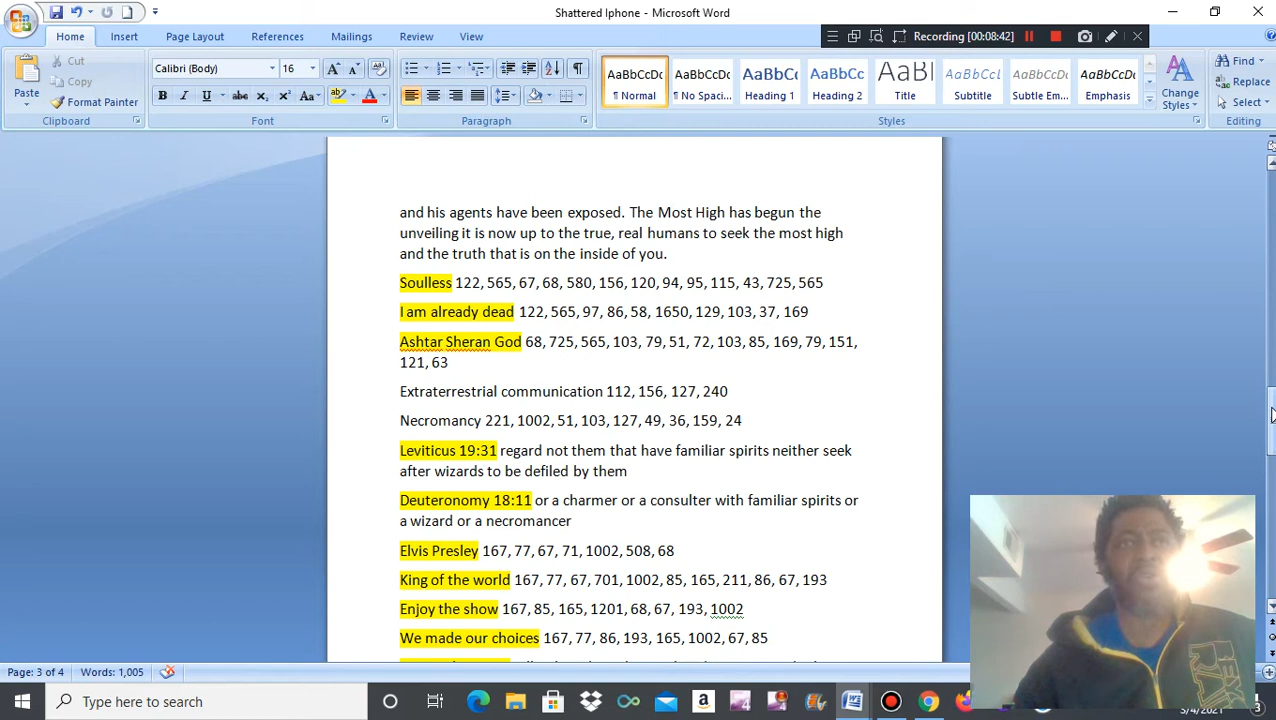 Shattered Iphone - Microsoft Word
Home Insert Page Layout References Mailings Review View
Recording [00:08:42]
Cut
Calibri (Body) 16
Find
Copy
Replace
Paste
Format Painter
AaBbCcDc AaBbCcDc AaBbCc AaBbCc AaBl AaBbCcL AaBbCcDc AaBbCcDc
¶ Normal ¶ No Spaci... Heading 1 Heading 2 Title Subtitle Subtle Em... Emphasis
Change Styles
Select
Clipboard Font Paragraph Styles Editing
and his agents have been exposed. The Most High has begun the
unveiling it is now up to the true, real humans to seek the most high
and the truth that is on the inside of you.
Soulless 122, 565, 67, 68, 580, 156, 120, 94, 95, 115, 43, 725, 565
I am already dead 122, 565, 97, 86, 58, 1650, 129, 103, 37, 169
Ashtar Sheran God 68, 725, 565, 103, 79, 51, 72, 103, 85, 169, 79, 151,
121, 63
Extraterrestrial communication 112, 156, 127, 240
Necromancy 221, 1002, 51, 103, 127, 49, 36, 159, 24
Leviticus 19:31 regard not them that have familiar spirits neither seek
after wizards to be defiled by them
Deuteronomy 18:11 or a charmer or a consulter with familiar spirits or
a wizard or a necromancer
Elvis Presley 167, 77, 67, 71, 1002, 508, 68
King of the world 167, 77, 67, 701, 1002, 85, 165, 211, 86, 67, 193
Enjoy the show 167, 85, 165, 1201, 68, 67, 193, 1002
We made our choices 167, 77, 86, 193, 165, 1002, 67, 85
Page: 3 of 4 Words: 1,005
Type here to search
5/4/2021